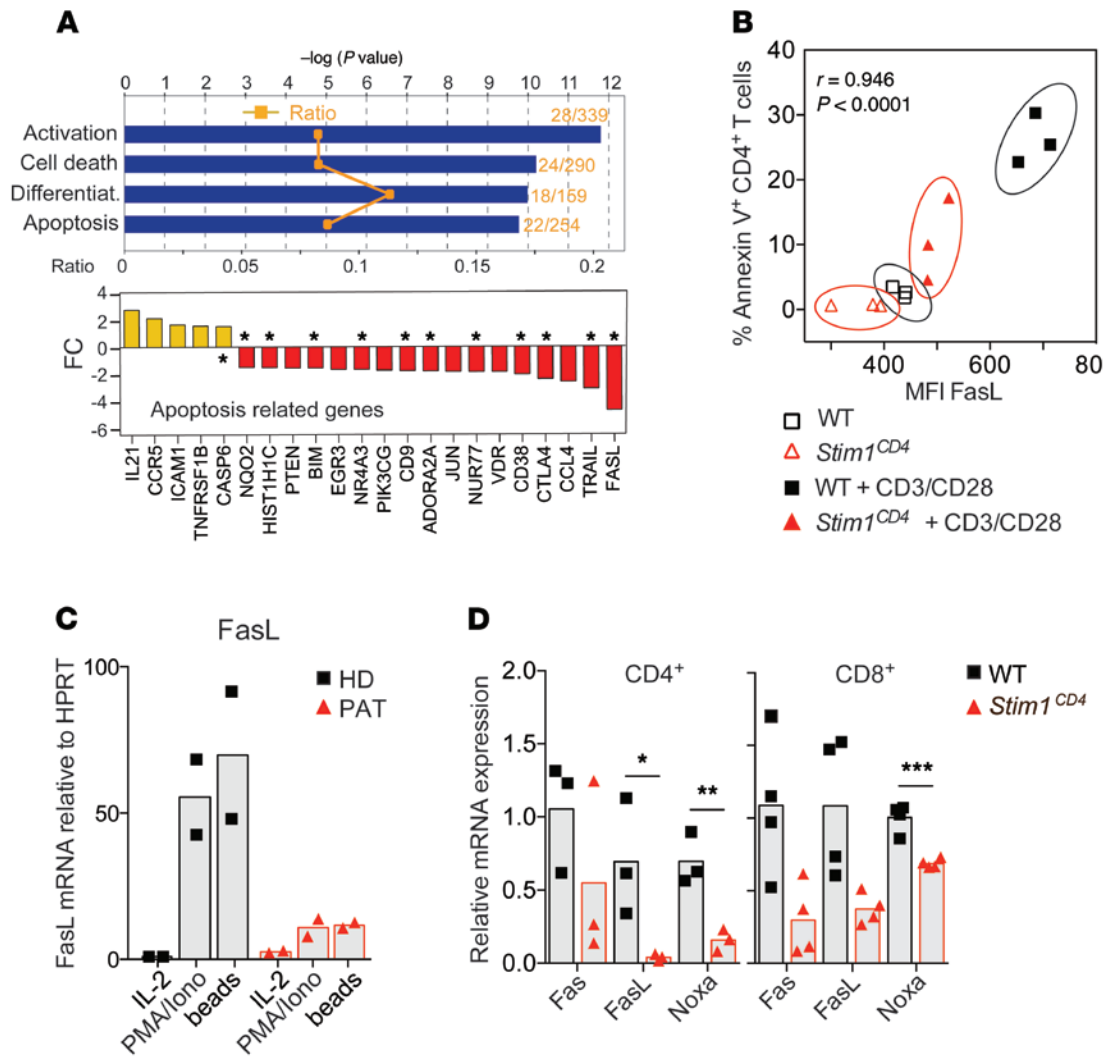 A
–log (P value)
0 1 2 3 4 5 6 7 8 9 10 11 12
Ratio
28/339
Activation
Cell death
24/290
Differentiat.
18/159
Apoptosis
22/254
Ratio
0 0.05 0.1 0.15 0.2
4
2
0
-2
-4
-6
FC
* * * * * * * * * *
*
Apoptosis related genes
IL21
CCR5
ICAM1
TNFRSF1B
CASP6
NQO2
HIST1H1C
PTEN
BIM
EGR3
NR4A3
PIK3CG
CD9
ADORA2A
JUN
NUR77
VDR
CD38
CTLA4
CCL4
TRAIL
FASL
B
% Annexin V⁺ CD4⁺ T cells
40
30
20
10
0
r = 0.946
P < 0.0001
400 600 80
MFI FasL
WT
Stim1^CD4
WT + CD3/CD28
Stim1^CD4 + CD3/CD28
C
FasL
FasL mRNA relative to HPRT
100
50
0
HD
PAT
IL-2
PMA/Iono
beads
IL-2
PMA/Iono
beads
D
Relative mRNA expression
2.0
1.5
1.0
0.5
0.0
CD4⁺
CD8⁺
* ** ***
WT
Stim1^CD4
Fas
FasL
Noxa
Fas
FasL
Noxa